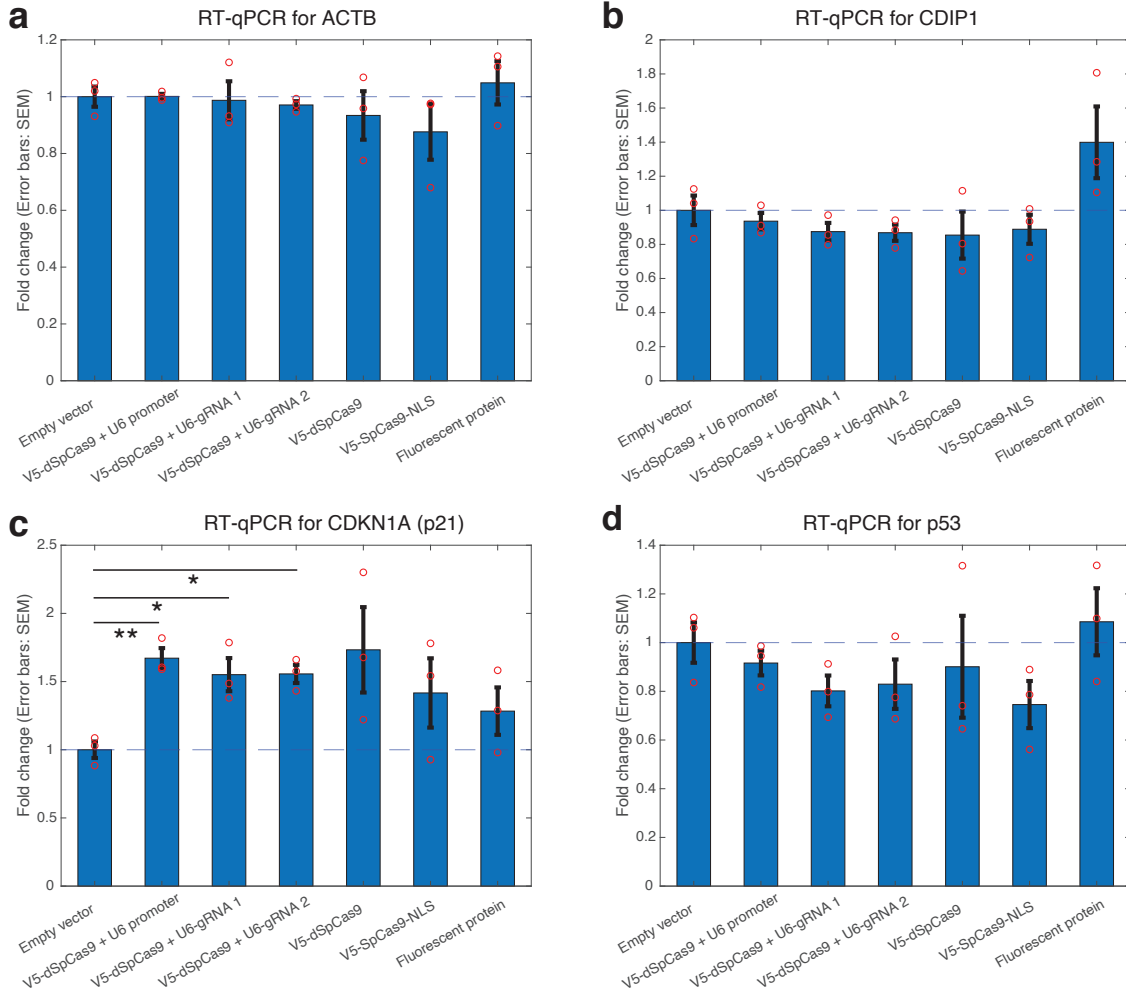 a
RT-qPCR for ACTB
Fold change (Error bars: SEM)
1.2
1
0.8
0.6
0.4
0.2
0
Empty vector
V5-dSpCas9 + U6 promoter
V5-dSpCas9 + U6-gRNA 1
V5-dSpCas9 + U6-gRNA 2
V5-dSpCas9
V5-SpCas9-NLS
Fluorescent protein
b
RT-qPCR for CDIP1
Fold change (Error bars: SEM)
2
1.8
1.6
1.4
1.2
1
0.8
0.6
0.4
0.2
0
Empty vector
V5-dSpCas9 + U6 promoter
V5-dSpCas9 + U6-gRNA 1
V5-dSpCas9 + U6-gRNA 2
V5-dSpCas9
V5-SpCas9-NLS
Fluorescent protein
c
RT-qPCR for CDKN1A (p21)
Fold change (Error bars: SEM)
2.5
2
1.5
1
0.5
0
*
*
**
Empty vector
V5-dSpCas9 + U6 promoter
V5-dSpCas9 + U6-gRNA 1
V5-dSpCas9 + U6-gRNA 2
V5-dSpCas9
V5-SpCas9-NLS
Fluorescent protein
d
RT-qPCR for p53
Fold change (Error bars: SEM)
1.4
1.2
1
0.8
0.6
0.4
0.2
0
Empty vector
V5-dSpCas9 + U6 promoter
V5-dSpCas9 + U6-gRNA 1
V5-dSpCas9 + U6-gRNA 2
V5-dSpCas9
V5-SpCas9-NLS
Fluorescent protein